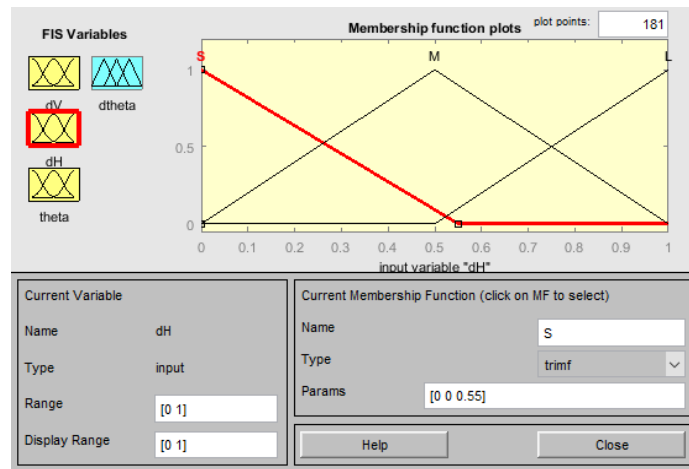 FIS Variables
dV
dtheta
dH
theta
Membership function plots
plot points:
181
S
M
L
1
0.5
0
0 0.1 0.2 0.3 0.4 0.5 0.6 0.7 0.8 0.9 1
input variable "dH"
Current Variable
Name dH
Type input
Range [0 1]
Display Range [0 1]
Current Membership Function (click on MF to select)
Name S
Type trimf
Params [0 0 0.55]
Help Close